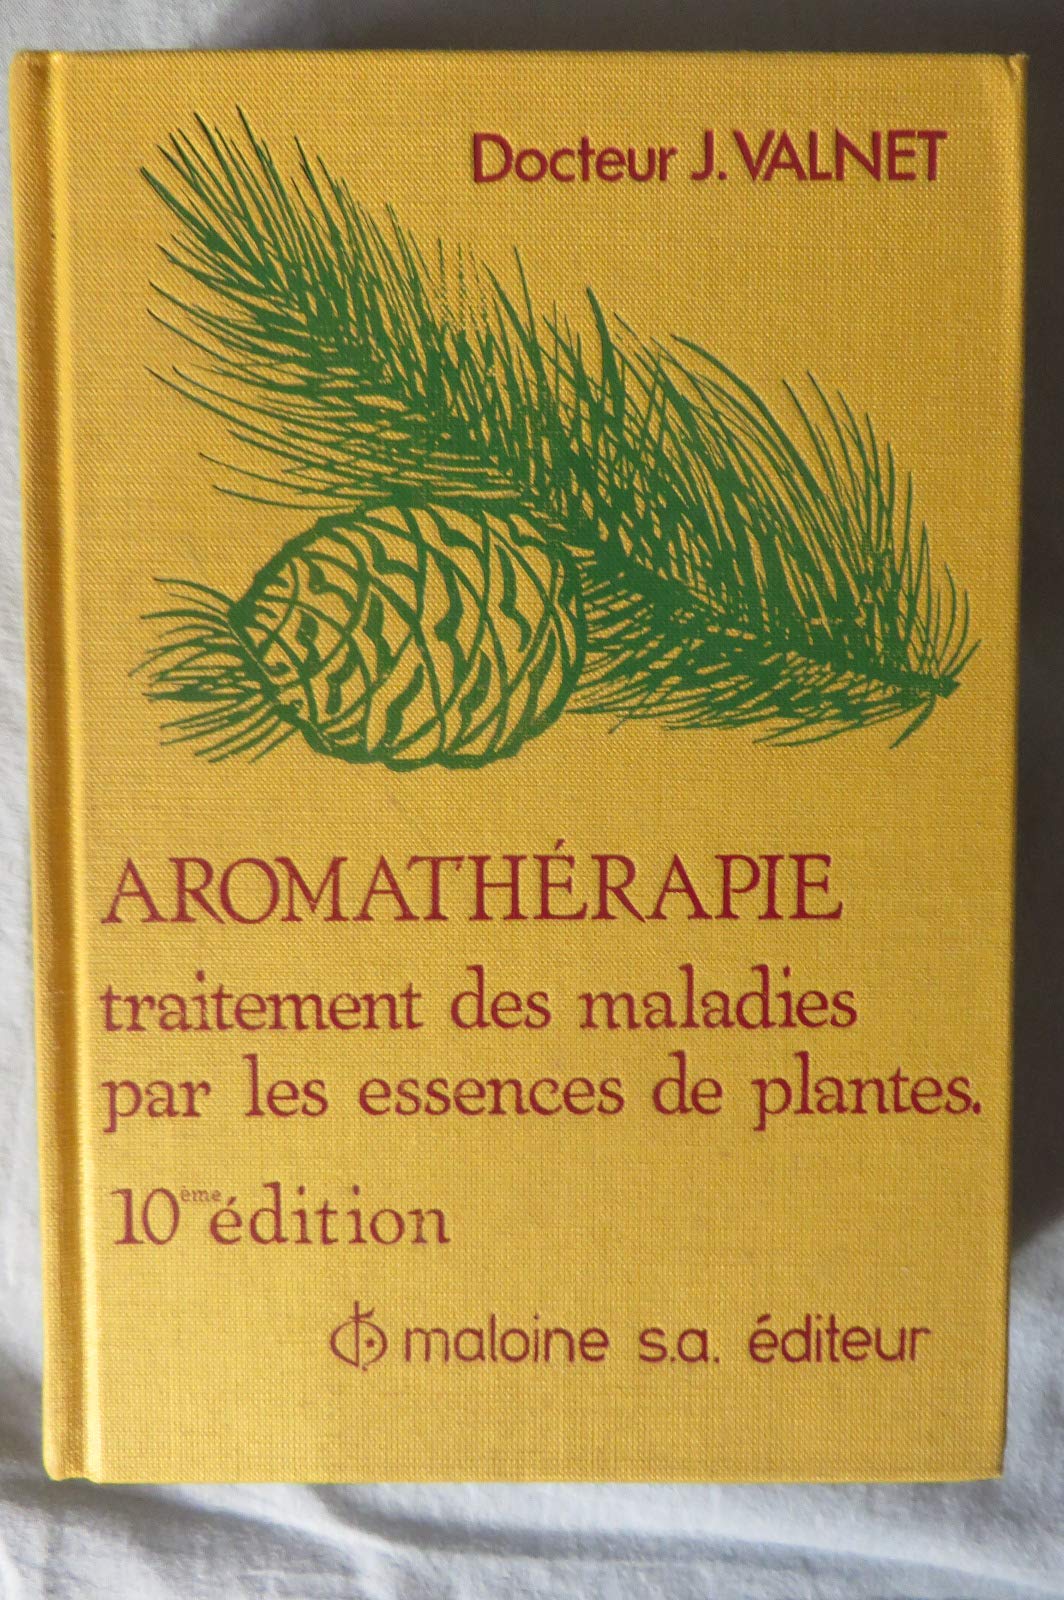 Docteur J. VALNET
AROMATHÉRAPIE
traitement des maladies
par les essences de plantes.
10ème édition
maloine s.a. éditeur